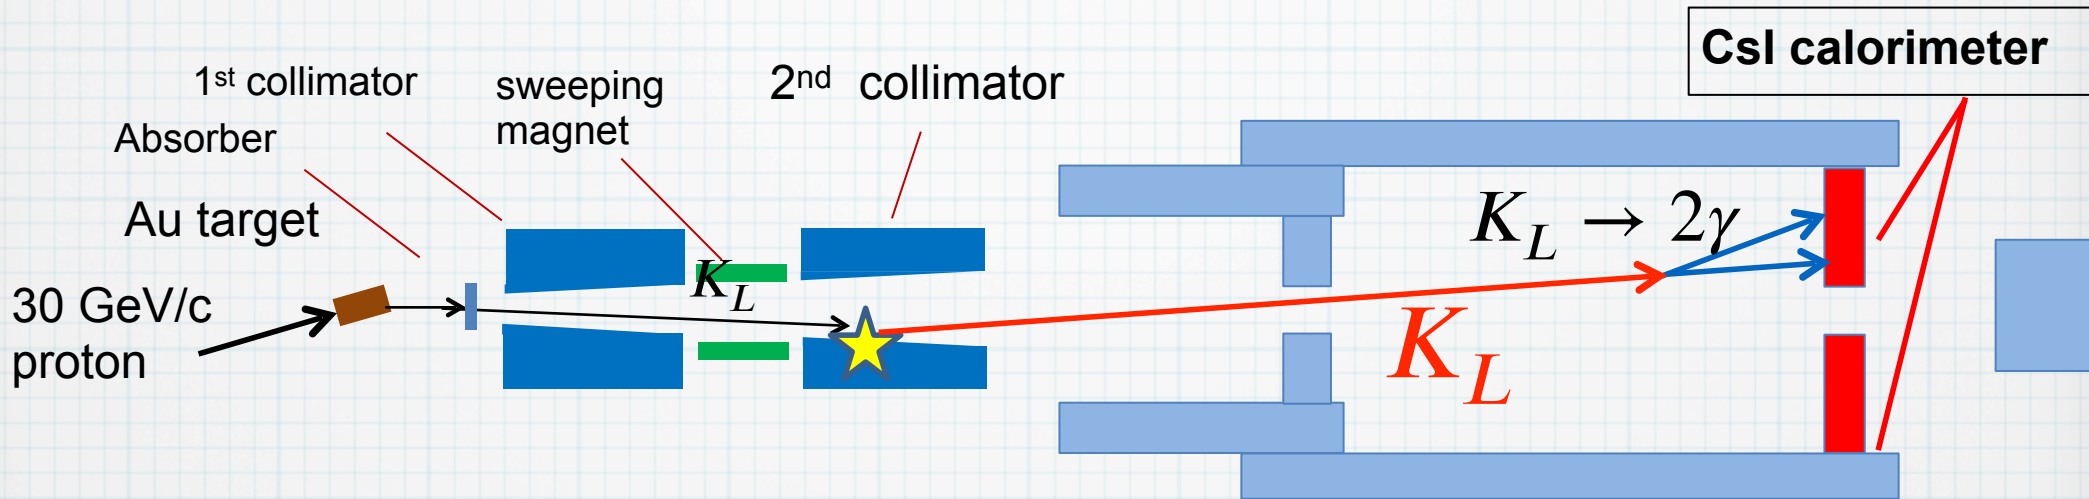 CsI calorimeter
1st collimator
sweeping
magnet
2nd collimator
Absorber
Au target
30 GeV/c
proton
K_L
K_L → 2γ
K_L